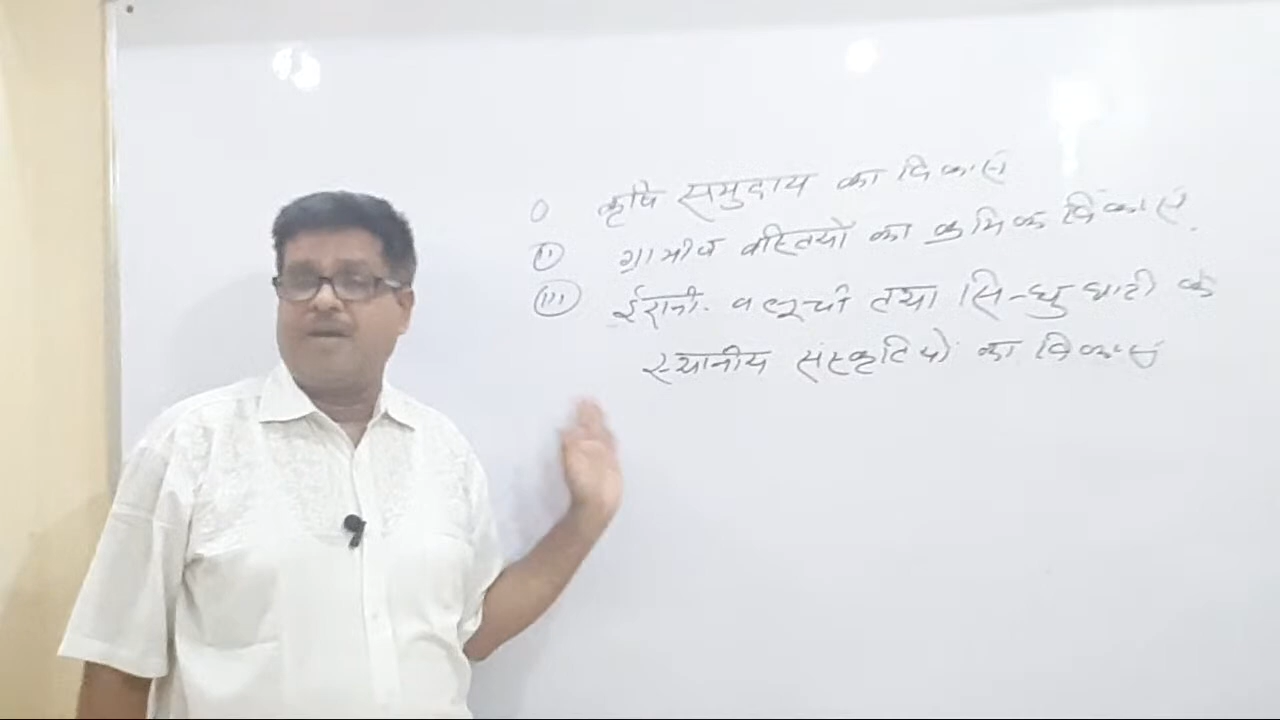 (i) कृषि समुदाय का विकास
(ii) ग्रामीण बस्तियों का क्रमिक विकास.
(iii) ईरानी. बलूची तथा सिन्धु घाटी के
स्थानीय संस्कृतियों का विकास